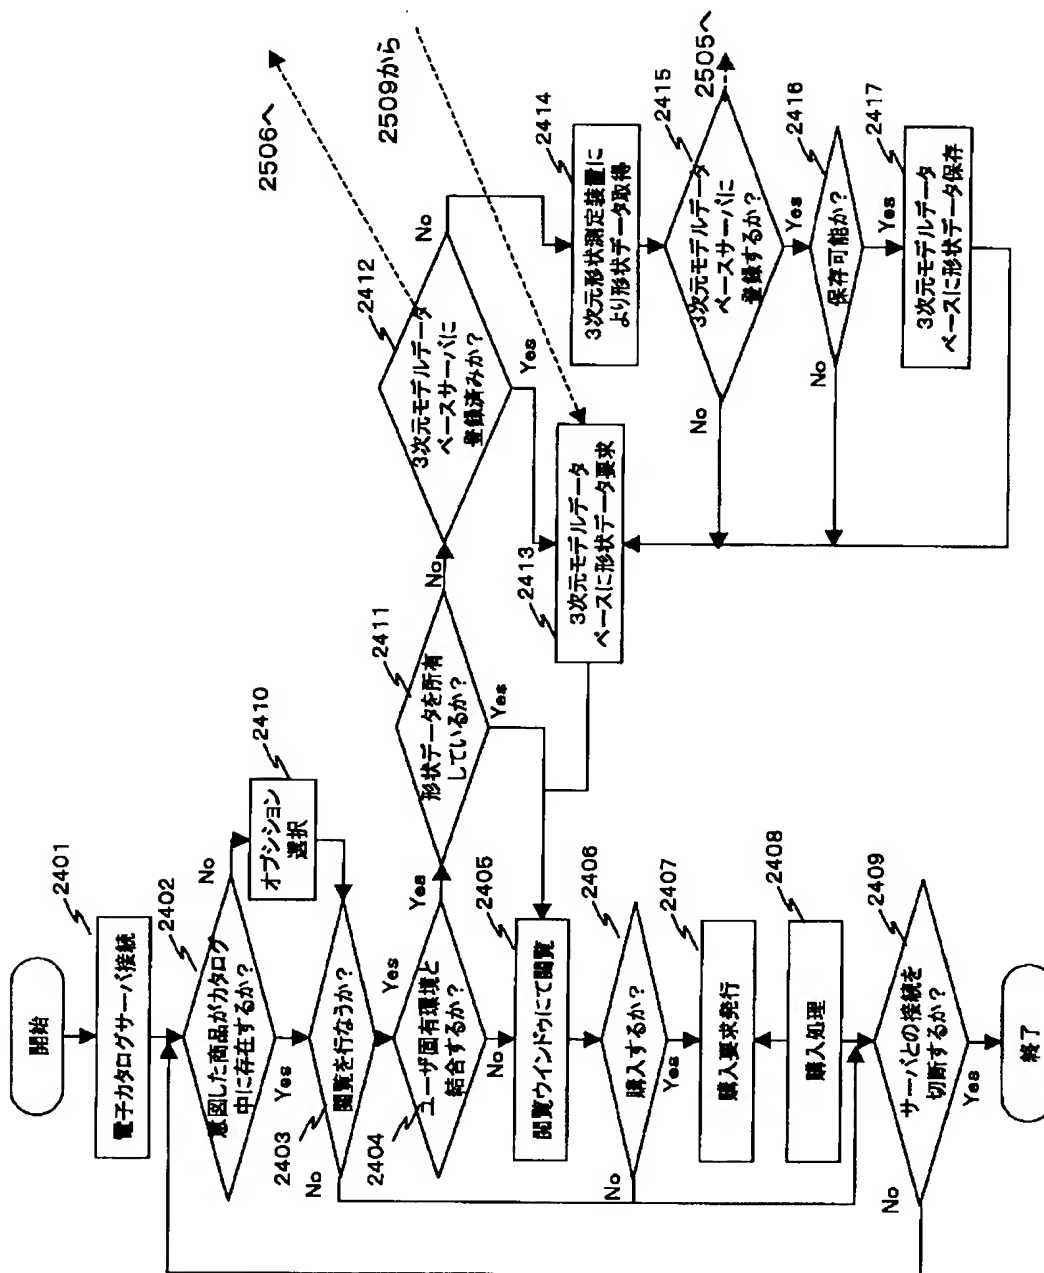 開始
2401
電子カタログサーバ接続
2402
意図した商品がカタログ
中に存在するか？
No
Yes
2410
オプシション
選択
2403
閲覧を行なうか？
No
Yes
2404
ユーザ固有環境と
結合するか？
Yes
No
2405
閲覧ウインドウにて閲覧
2406
購入するか？
No
Yes
2407
購入要求発行
2408
購入処理
2409
サーバとの接続を
切断するか？
No
Yes
終了
2411
形状データを所有
しているか？
No
Yes
2412
3次元モデルデータ
ベースサーバに
登録済みか？
No
Yes
2506へ
2509から
2413
3次元モデルデータ
ベースに形状データ要求
2414
3次元形状測定装置に
より形状データ取得
2415
3次元モデルデータ
ベースサーバに
登録するか？
2505へ
No
Yes
2416
保存可能か？
No
Yes
2417
3次元モデルデータ
ベースに形状データ保存